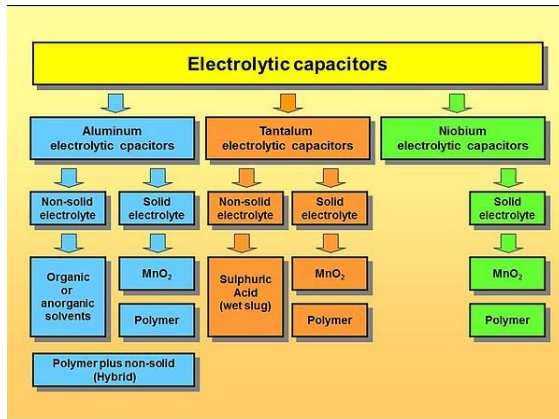 Electrolytic capacitors
Aluminum
electrolytic cpacitors
Tantalum
electrolytic capacitors
Niobium
electrolytic capacitors
Non-solid
electrolyte
Solid
electrolyte
Non-solid
electrolyte
Solid
electrolyte
Solid
electrolyte
Organic
or
anorganic
solvents
MnO₂
Polymer
Sulphuric
Acid
(wet slug)
MnO₂
Polymer
MnO₂
Polymer
Polymer plus non-solid
(Hybrid)